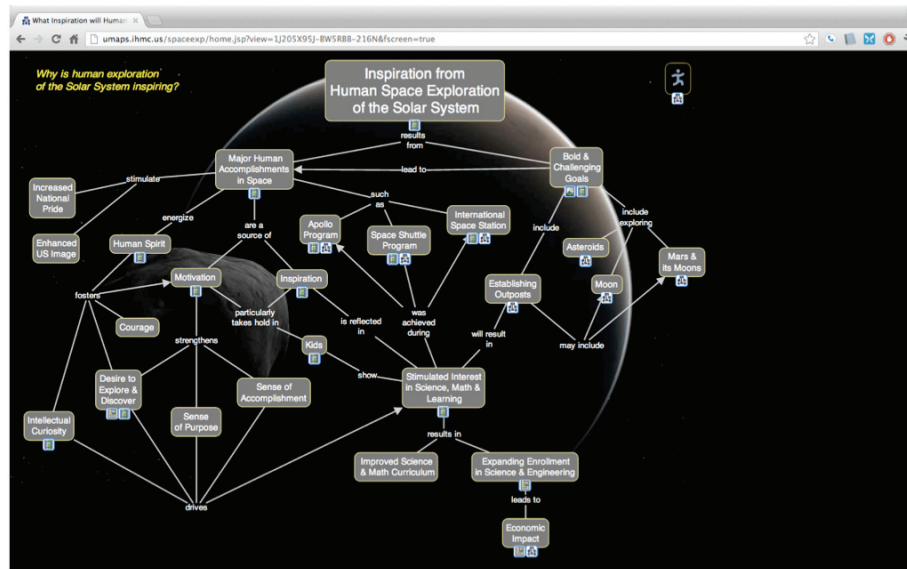 What Inspiration will Human
umaps.ihmc.us/spaceexp/home.jsp?view=1J205X95J-8W5RBB-216N&fscreen=true
Why is human exploration
of the Solar System inspiring?
Inspiration from
Human Space Exploration
of the Solar System
results
from
Major Human
Accomplishments
in Space
lead to
Bold &
Challenging
Goals
stimulate
Increased
National
Pride
Enhanced
US Image
energize
are a
source of
such
as
Apollo
Program
Space Shuttle
Program
International
Space Station
include
include
exploring
Asteroids
Moon
Mars &
its Moons
Human Spirit
Motivation
Inspiration
Establishing
Outposts
fosters
Courage
particularly
takes hold in
is reflected
in
was
achieved
during
will result
in
may include
strengthens
Kids
show
Desire to
Explore &
Discover
Sense of
Accomplishment
Stimulated Interest
in Science, Math &
Learning
Intellectual
Curiosity
Sense
of Purpose
results in
Improved Science
& Math Curriculum
Expanding Enrollment
in Science & Engineering
drives
leads to
Economic
Impact